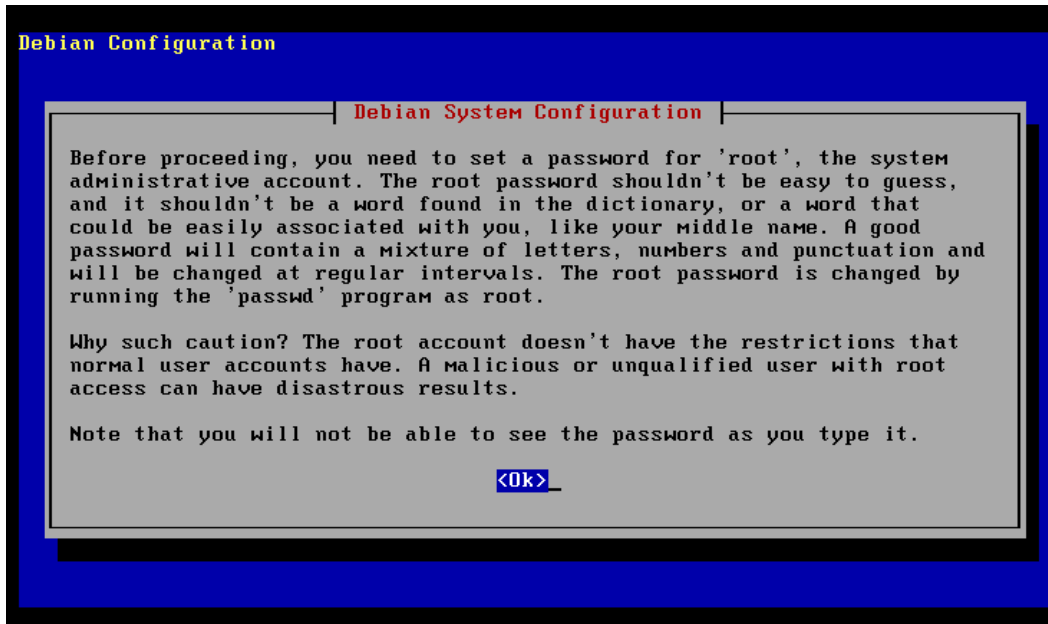 Debian Configuration
Debian System Configuration
Before proceeding, you need to set a password for 'root', the system
administrative account. The root password shouldn't be easy to guess,
and it shouldn't be a word found in the dictionary, or a word that
could be easily associated with you, like your middle name. A good
password will contain a mixture of letters, numbers and punctuation and
will be changed at regular intervals. The root password is changed by
running the 'passwd' program as root.
Why such caution? The root account doesn't have the restrictions that
normal user accounts have. A malicious or unqualified user with root
access can have disastrous results.
Note that you will not be able to see the password as you type it.
<Ok>